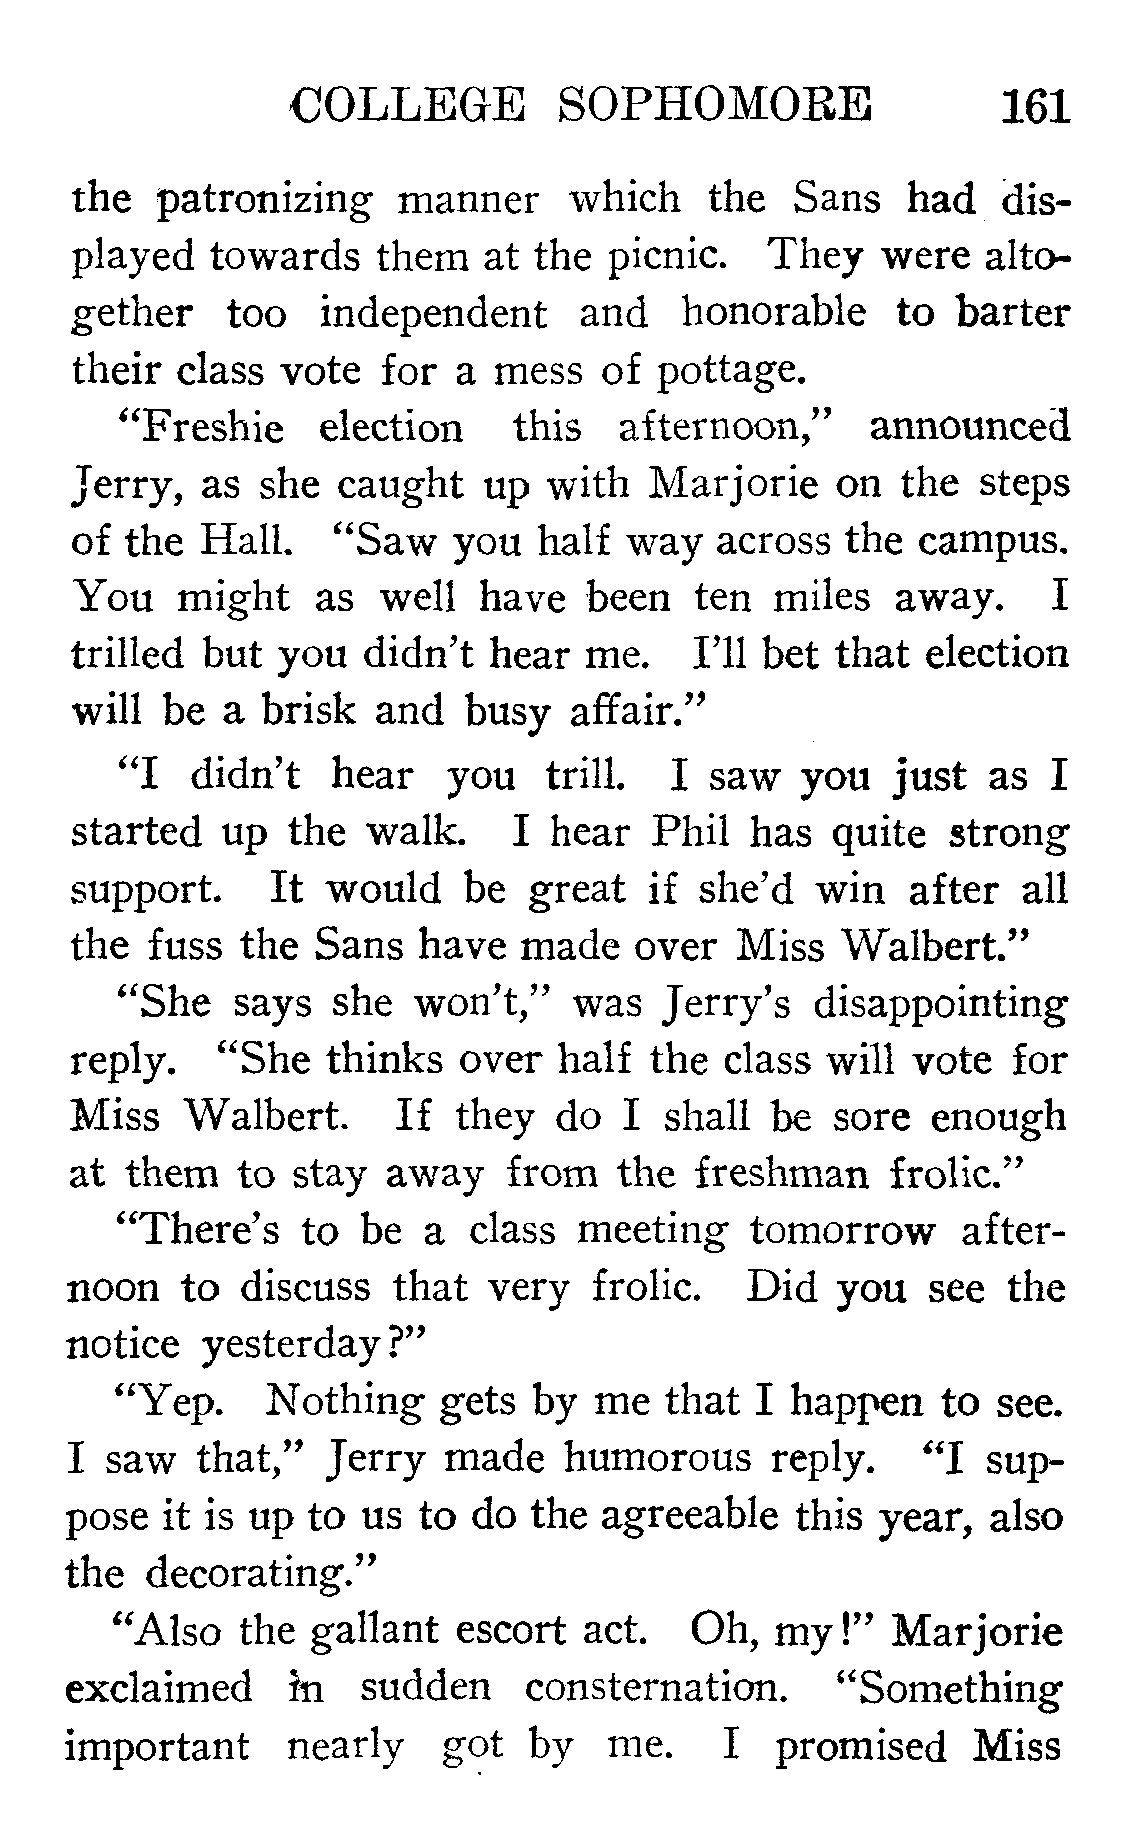 COLLEGE SOPHOMORE 161
the patronizing manner which the Sans had dis-
played towards them at the picnic. They were alto-
gether too independent and honorable to barter
their class vote for a mess of pottage.
“Freshie election this afternoon,” announced
Jerry, as she caught up with Marjorie on the steps
of the Hall. “Saw you half way across the campus.
You might as well have been ten miles away. I
trilled but you didn’t hear me. I’ll bet that election
will be a brisk and busy affair.”
“I didn’t hear you trill. I saw you just as I
started up the walk. I hear Phil has quite strong
support. It would be great if she’d win after all
the fuss the Sans have made over Miss Walbert.”
“She says she won’t,” was Jerry’s disappointing
reply. “She thinks over half the class will vote for
Miss Walbert. If they do I shall be sore enough
at them to stay away from the freshman frolic.”
“There’s to be a class meeting tomorrow after-
noon to discuss that very frolic. Did you see the
notice yesterday?”
“Yep. Nothing gets by me that I happen to see.
I saw that,” Jerry made humorous reply. “I sup-
pose it is up to us to do the agreeable this year, also
the decorating.”
“Also the gallant escort act. Oh, my!” Marjorie
exclaimed in sudden consternation. “Something
important nearly got by me. I promised Miss